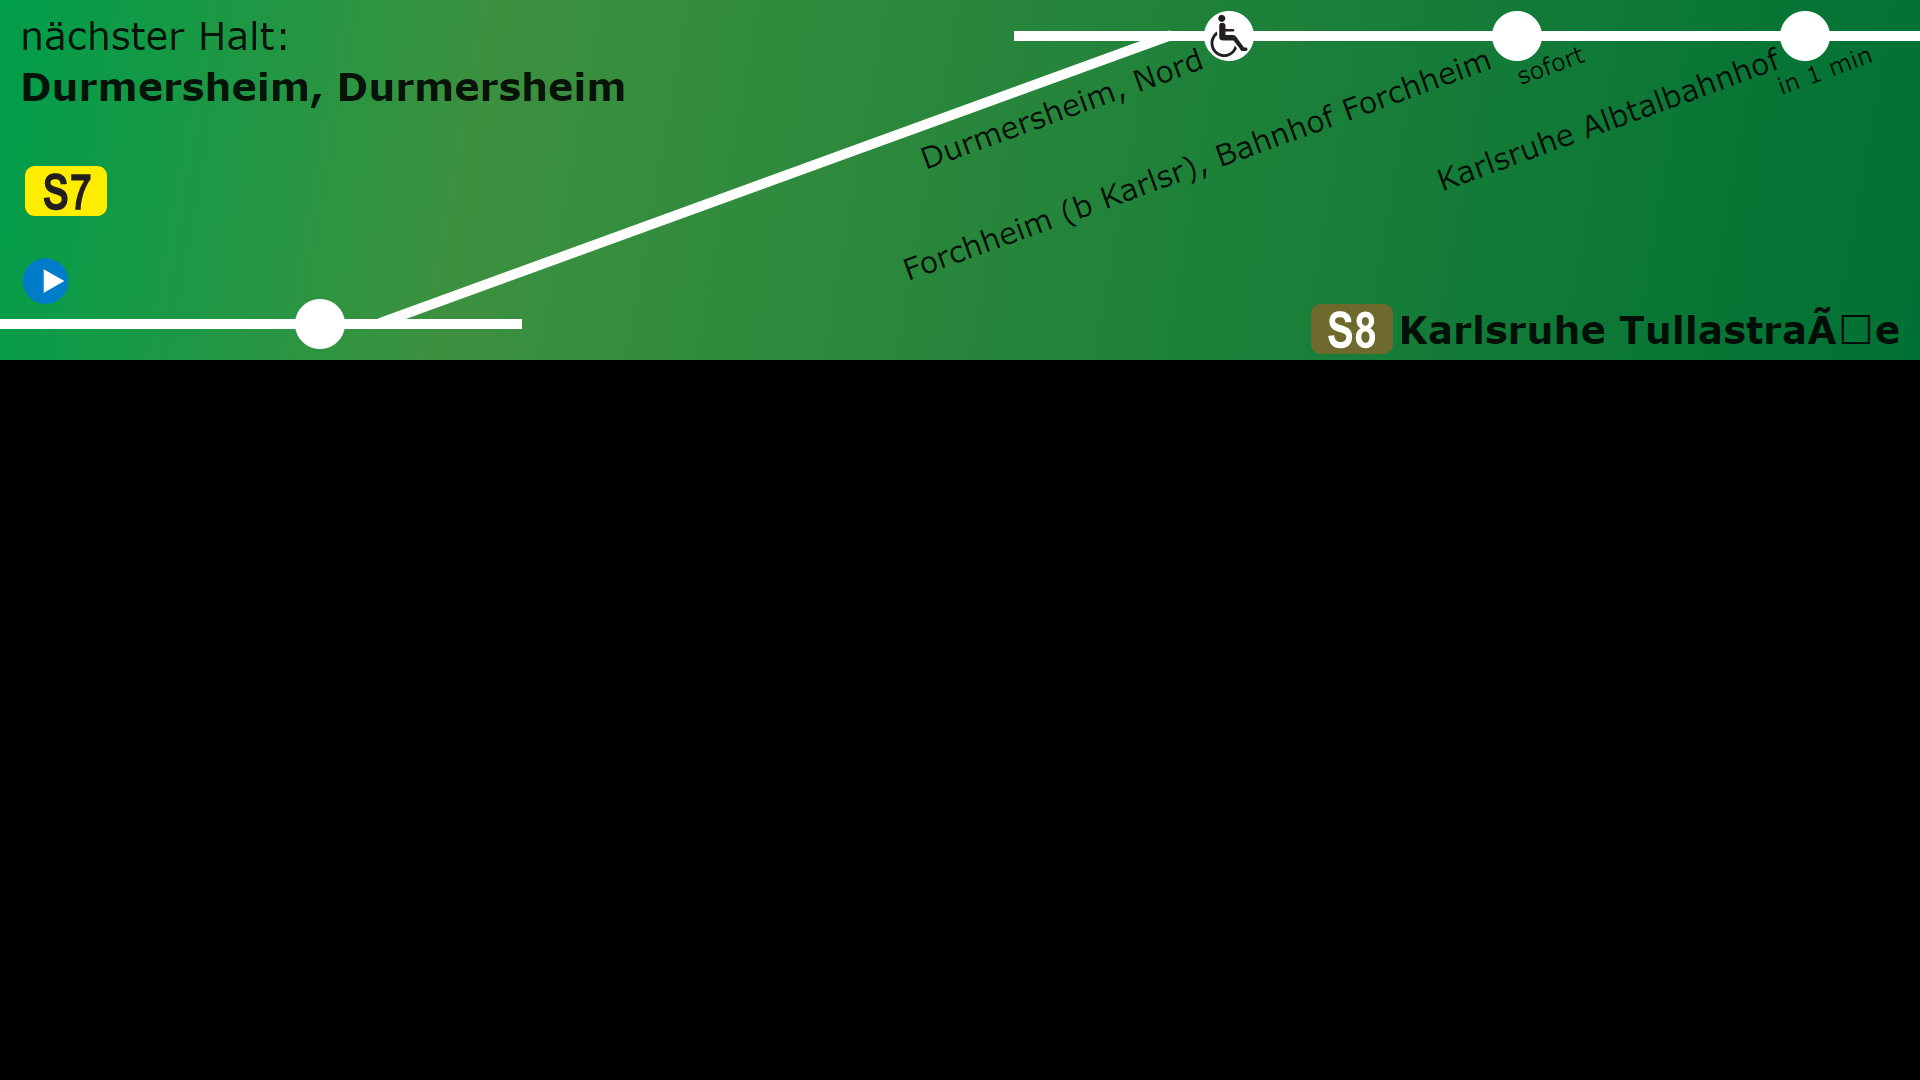 nächster Halt:
Durmersheim, Durmersheim
S7
Durmersheim, Nord
Forchheim (b Karlsr), Bahnhof Forchheim
sofort
Karlsruhe Albtalbahnhof
in 1 min
S8 Karlsruhe TullastraÃ□e